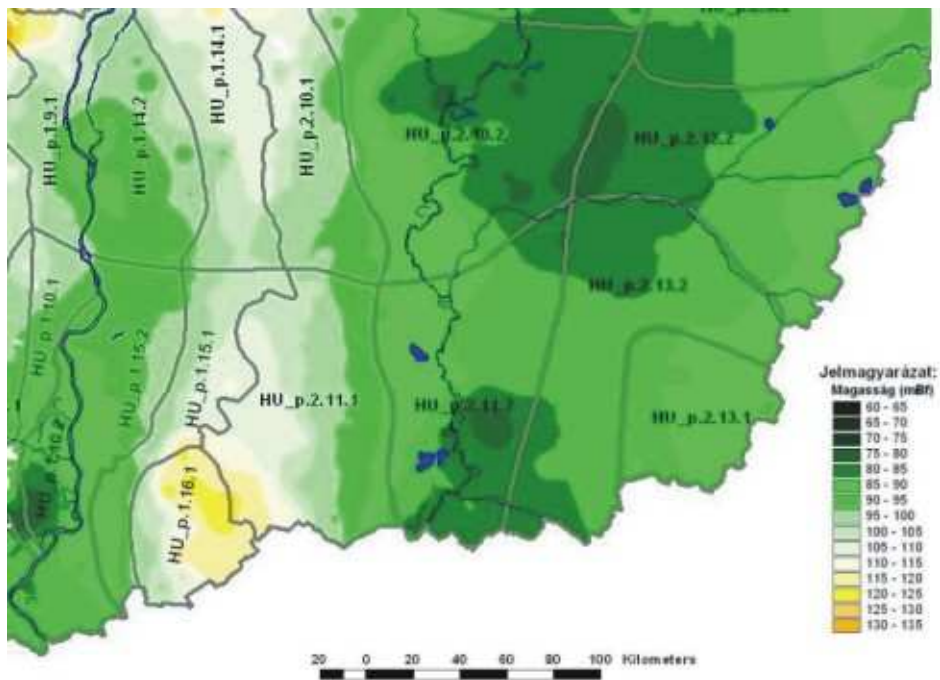 HU_p.1.9.1
HU_p.1.14.2
HU_p.1.14.1
HU_p.2.10.1
HU_p.2.10.2
HU_p.2.12.2
HU_p.1.10.1
HU_p.1.15.2
HU_p.1.15.1
HU_p.2.11.1
HU_p.2.13.2
HU_p.2.11.2
HU_p.2.13.1
HU_p.1.10.2
HU_p.1.16.1
Jelmagyarázat:
Magasság (mBf)
60 - 65
65 - 70
70 - 75
75 - 80
80 - 85
85 - 90
90 - 95
95 - 100
100 - 105
105 - 110
110 - 115
115 - 120
120 - 125
125 - 130
130 - 135
20 0 20 40 60 80 100 Kilometers